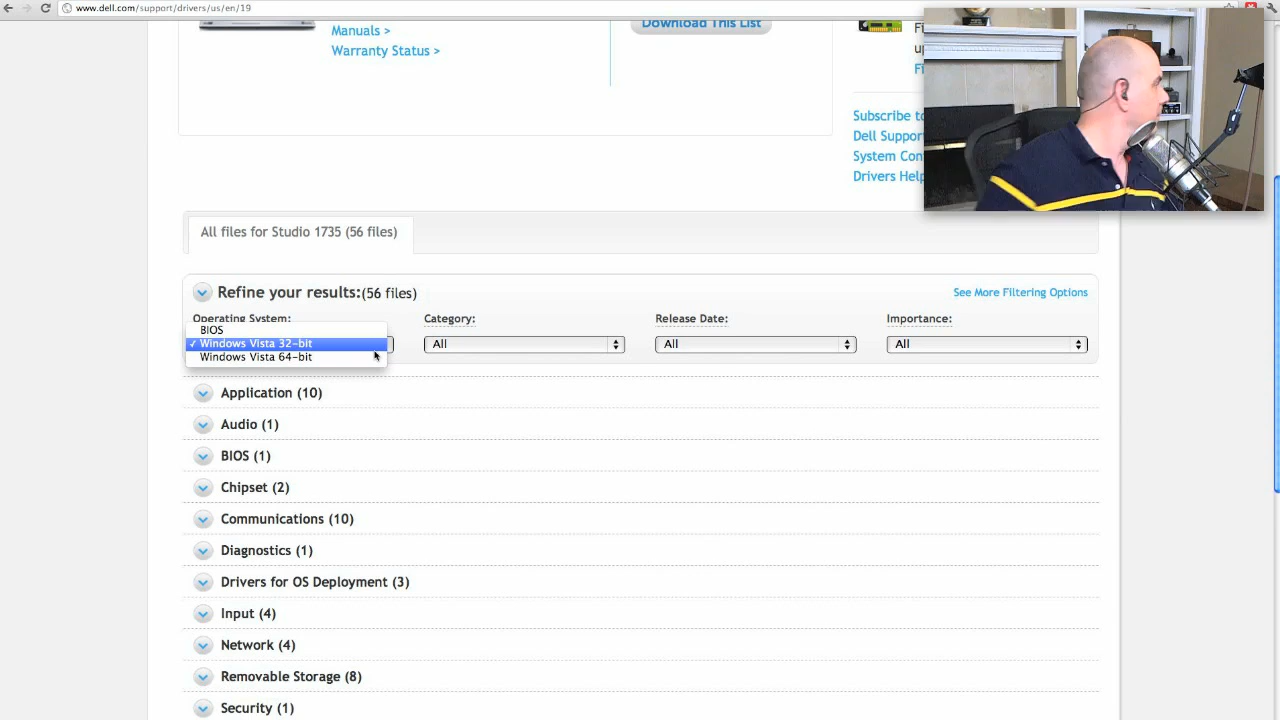 www.dell.com/support/drivers/us/en/19
Manuals >
Warranty Status >
Download This List
Subscribe to
Dell Suppor
System Con
Drivers Help
All files for Studio 1735 (56 files)
Refine your results:(56 files)
See More Filtering Options
Operating System:
Category:
Release Date:
Importance:
BIOS
✓ Windows Vista 32-bit
Windows Vista 64-bit
All
All
All
Application (10)
Audio (1)
BIOS (1)
Chipset (2)
Communications (10)
Diagnostics (1)
Drivers for OS Deployment (3)
Input (4)
Network (4)
Removable Storage (8)
Security (1)